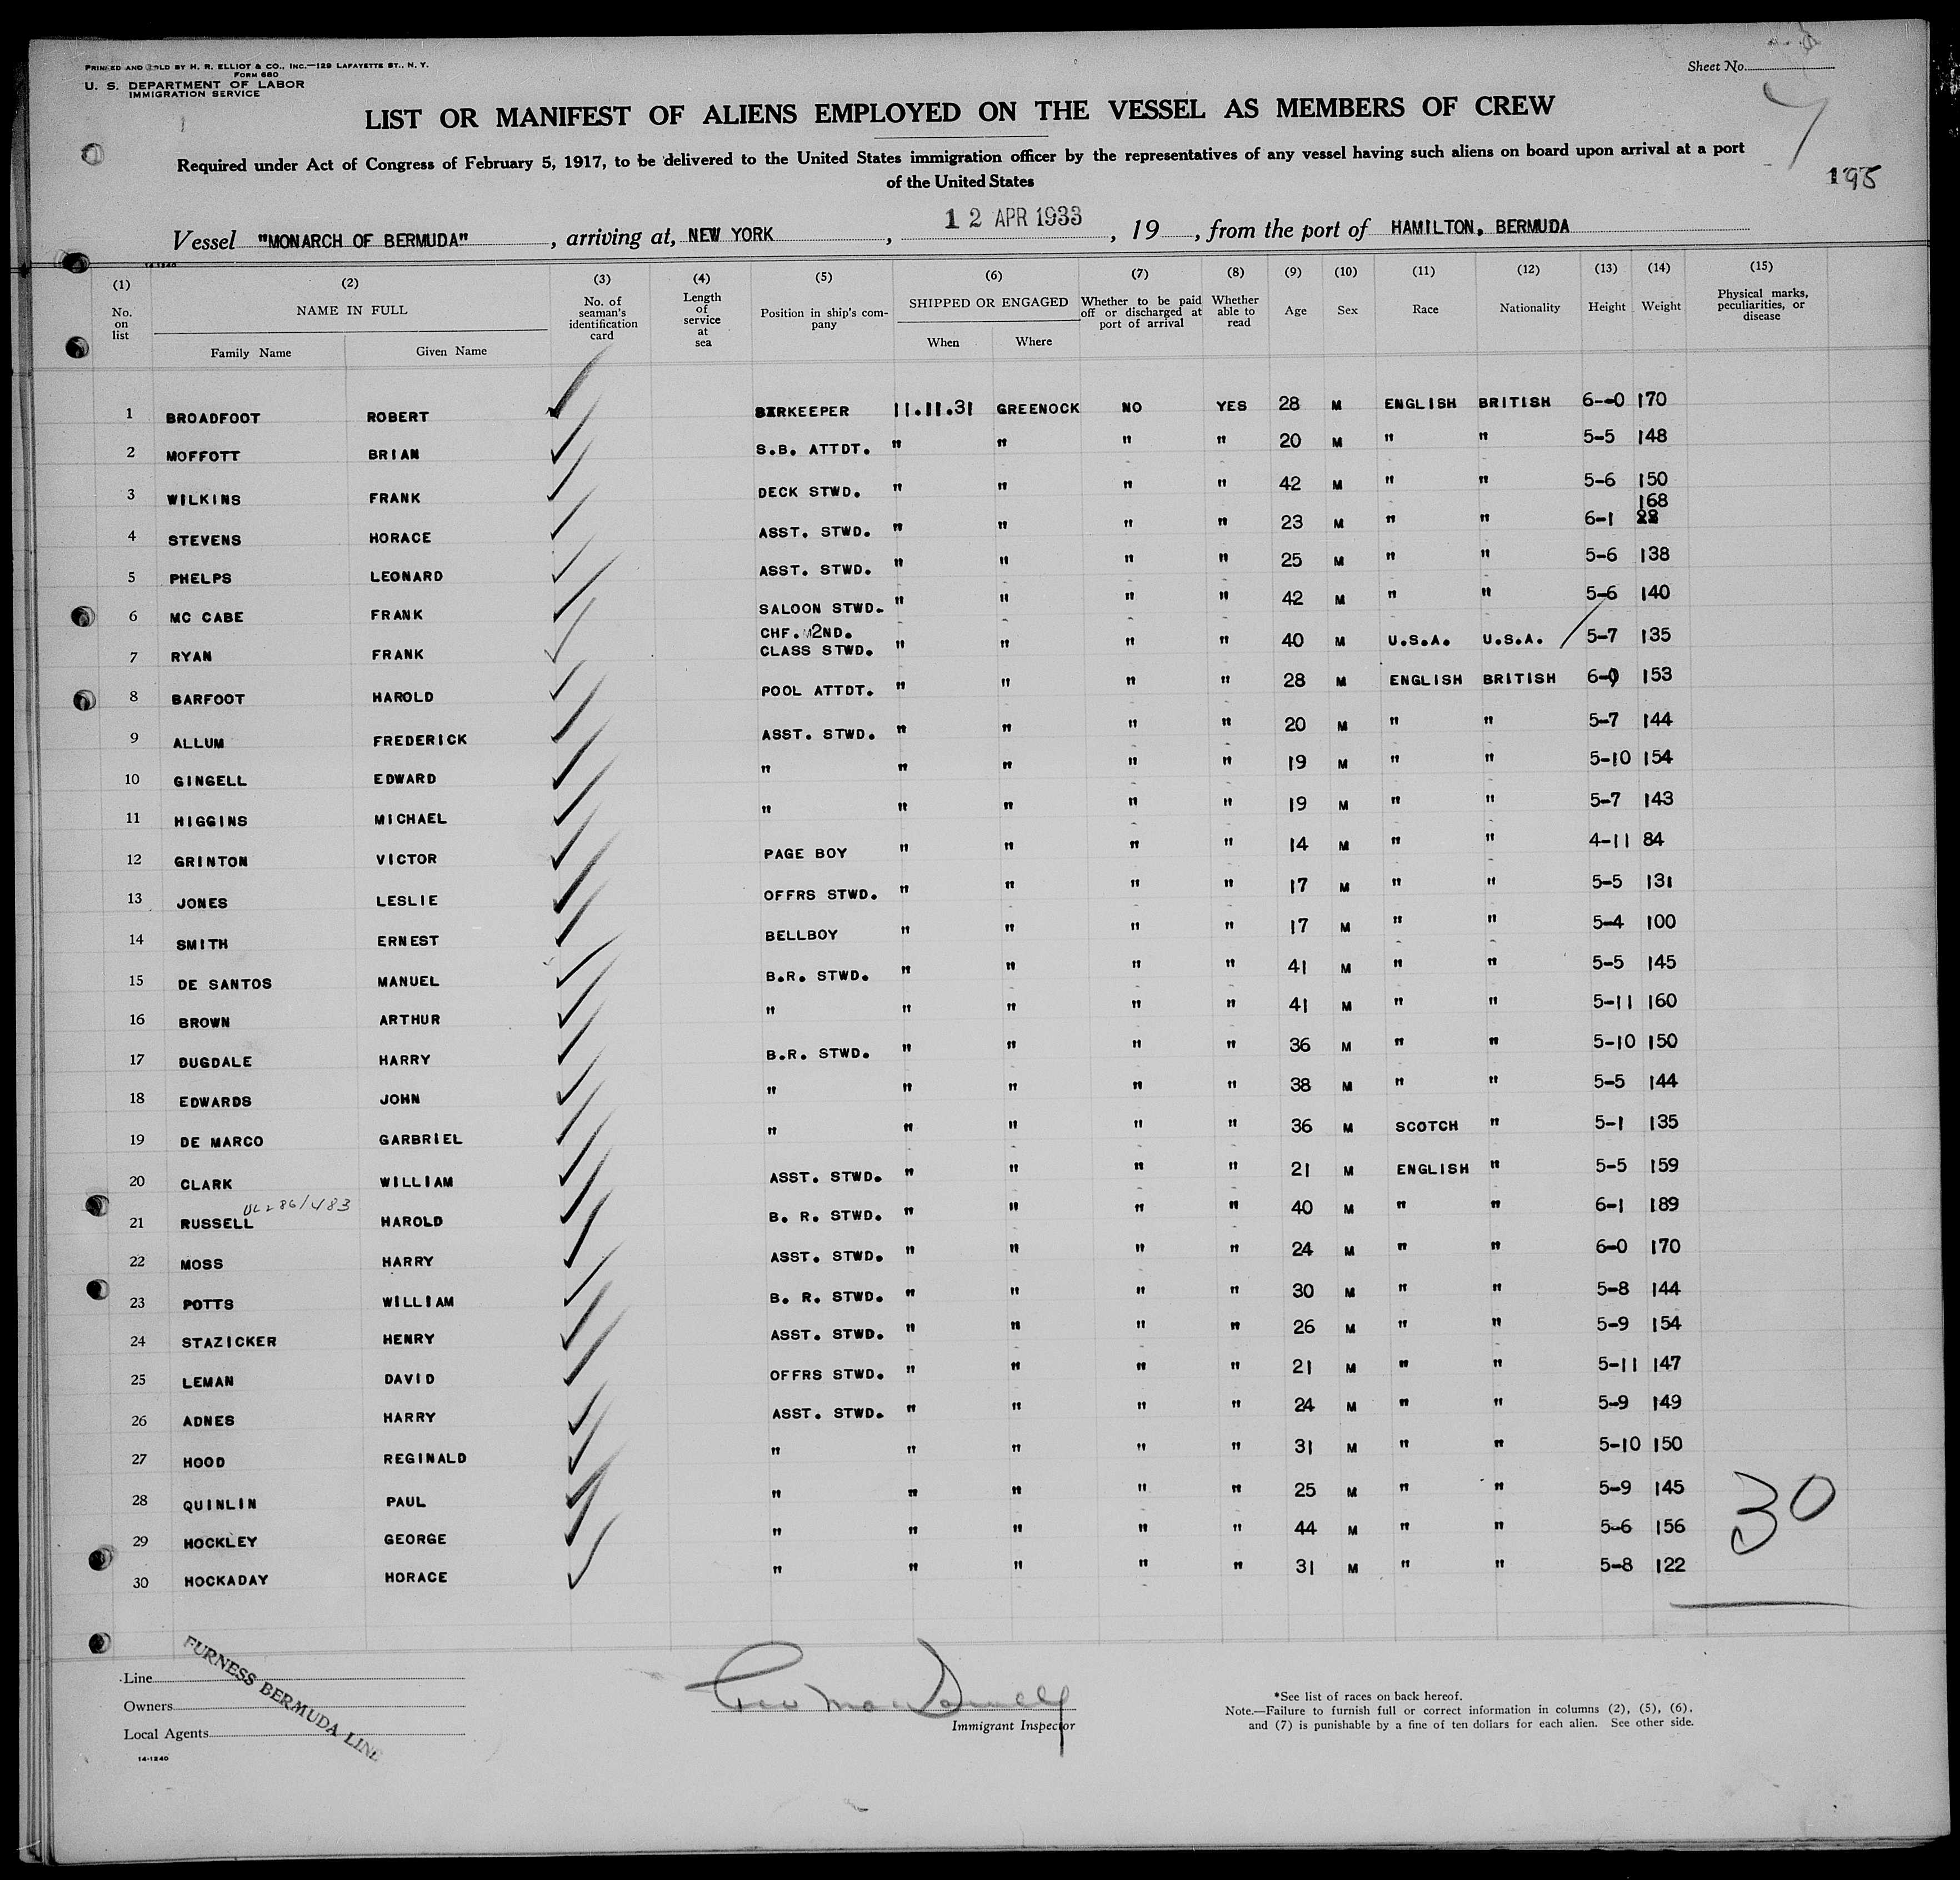 PRINTED AND SOLD BY H. R. ELLIOT & CO., INC.—129 LAFAYETTE ST., N. Y.
FORM 680
U. S. DEPARTMENT OF LABOR
IMMIGRATION SERVICE
Sheet No.
7
195
LIST OR MANIFEST OF ALIENS EMPLOYED ON THE VESSEL AS MEMBERS OF CREW
Required under Act of Congress of February 5, 1917, to be delivered to the United States immigration officer by the representatives of any vessel having such aliens on board upon arrival at a port
of the United States
Vessel "MONARCH OF BERMUDA", arriving at, NEW YORK, 12 APR 1933, 19, from the port of HAMILTON, BERMUDA
14-1240
(1) No. on list (2) NAME IN FULL Family Name Given Name (3) No. of seaman's identification card (4) Length of service at sea (5) Position in ship's company (6) SHIPPED OR ENGAGED When Where (7) Whether to be paid off or discharged at port of arrival (8) Whether able to read (9) Age (10) Sex (11) Race (12) Nationality (13) Height (14) Weight (15) Physical marks, peculiarities, or disease
1 BROADFOOT ROBERT ✓ RKEEPER 11.11.31 GREENOCK NO YES 28 M ENGLISH BRITISH 6--0 170
2 MOFFOTT BRIAN ✓ S.B. ATTDT. " " " " 20 M " " 5-5 148
3 WILKINS FRANK ✓ DECK STWD. " " " " 42 M " " 5-6 150
4 STEVENS HORACE ✓ ASST. STWD. " " " " 23 M " " 6-1 168
5 PHELPS LEONARD ✓ ASST. STWD. " " " " 25 M " " 5-6 138
6 MC CABE FRANK ✓ SALOON STWD. " " " " 42 M " " 5-6 140
7 RYAN FRANK ✓ CHF. 2ND. CLASS STWD. " " " " 40 M U.S.A. U.S.A. 5-7 135
8 BARFOOT HAROLD ✓ POOL ATTDT. " " " " 28 M ENGLISH BRITISH 6-0 153
9 ALLUM FREDERICK ✓ ASST. STWD. " " " " 20 M " " 5-7 144
10 GINGELL EDWARD ✓ " " " " " 19 M " " 5-10 154
11 HIGGINS MICHAEL ✓ " " " " " 19 M " " 5-7 143
12 GRINTON VICTOR ✓ PAGE BOY " " " " 14 M " " 4-11 84
13 JONES LESLIE ✓ OFFRS STWD. " " " " 17 M " " 5-5 131
14 SMITH ERNEST ✓ BELLBOY " " " " 17 M " " 5-4 100
15 DE SANTOS MANUEL ✓ B.R. STWD. " " " " 41 M " " 5-5 145
16 BROWN ARTHUR ✓ " " " " " 41 M " " 5-11 160
17 DUGDALE HARRY ✓ B.R. STWD. " " " " 36 M " " 5-10 150
18 EDWARDS JOHN ✓ " " " " " 38 M " " 5-5 144
19 DE MARCO GARBRIEL ✓ " " " " " 36 M SCOTCH " 5-1 135
20 CLARK WILLIAM ✓ ASST. STWD. " " " " 21 M ENGLISH " 5-5 159
21 RUSSELL HAROLD ✓ B. R. STWD. " " " " 40 M " " 6-1 189
22 MOSS HARRY ✓ ASST. STWD. " " " " 24 M " " 6-0 170
23 POTTS WILLIAM ✓ B. R. STWD. " " " " 30 M " " 5-8 144
24 STAZICKER HENRY ✓ ASST. STWD. " " " " 26 M " " 5-9 154
25 LEMAN DAVID ✓ OFFRS STWD. " " " " 21 M " " 5-11 147
26 ADNES HARRY ✓ ASST. STWD. " " " " 24 M " " 5-9 149
27 HOOD REGINALD ✓ " " " " " 31 M " " 5-10 150
28 QUINLIN PAUL ✓ " " " " " 25 M " " 5-9 145
29 HOCKLEY GEORGE ✓ " " " " " 44 M " " 5-6 156
30 HOCKADAY HORACE ✓ " " " " " 31 M " " 5-8 122
30
Line
Owners
Local Agents
FURNESS BERMUDA LINE
14-1240
Immigrant Inspector
*See list of races on back hereof.
Note.—Failure to furnish full or correct information in columns (2), (5), (6),
and (7) is punishable by a fine of ten dollars for each alien. See other side.